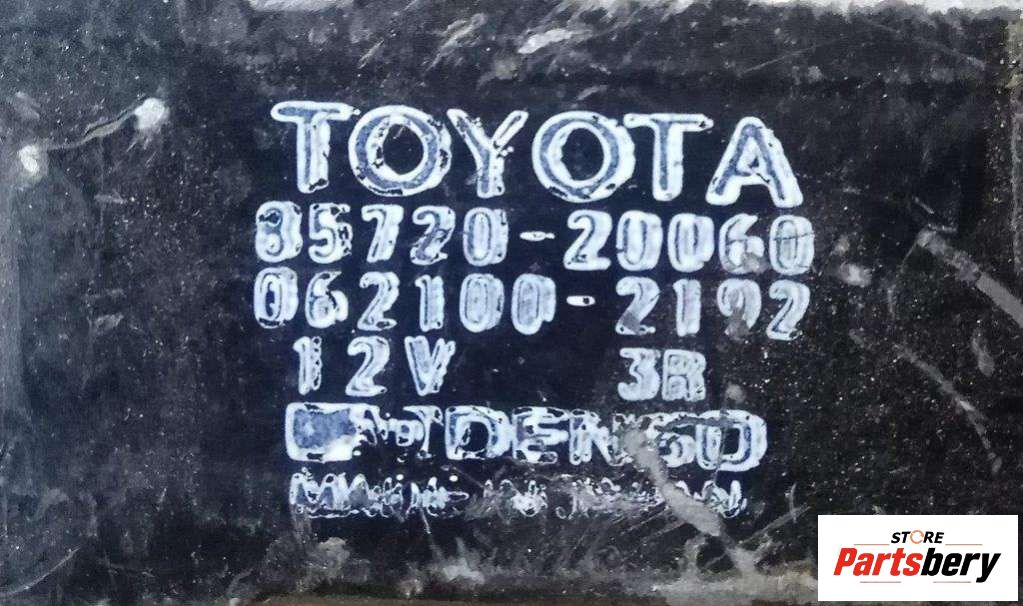 TOYOTA
85720-20060
062100-2192
12V 3R
DENSO
STORE
Partsbery